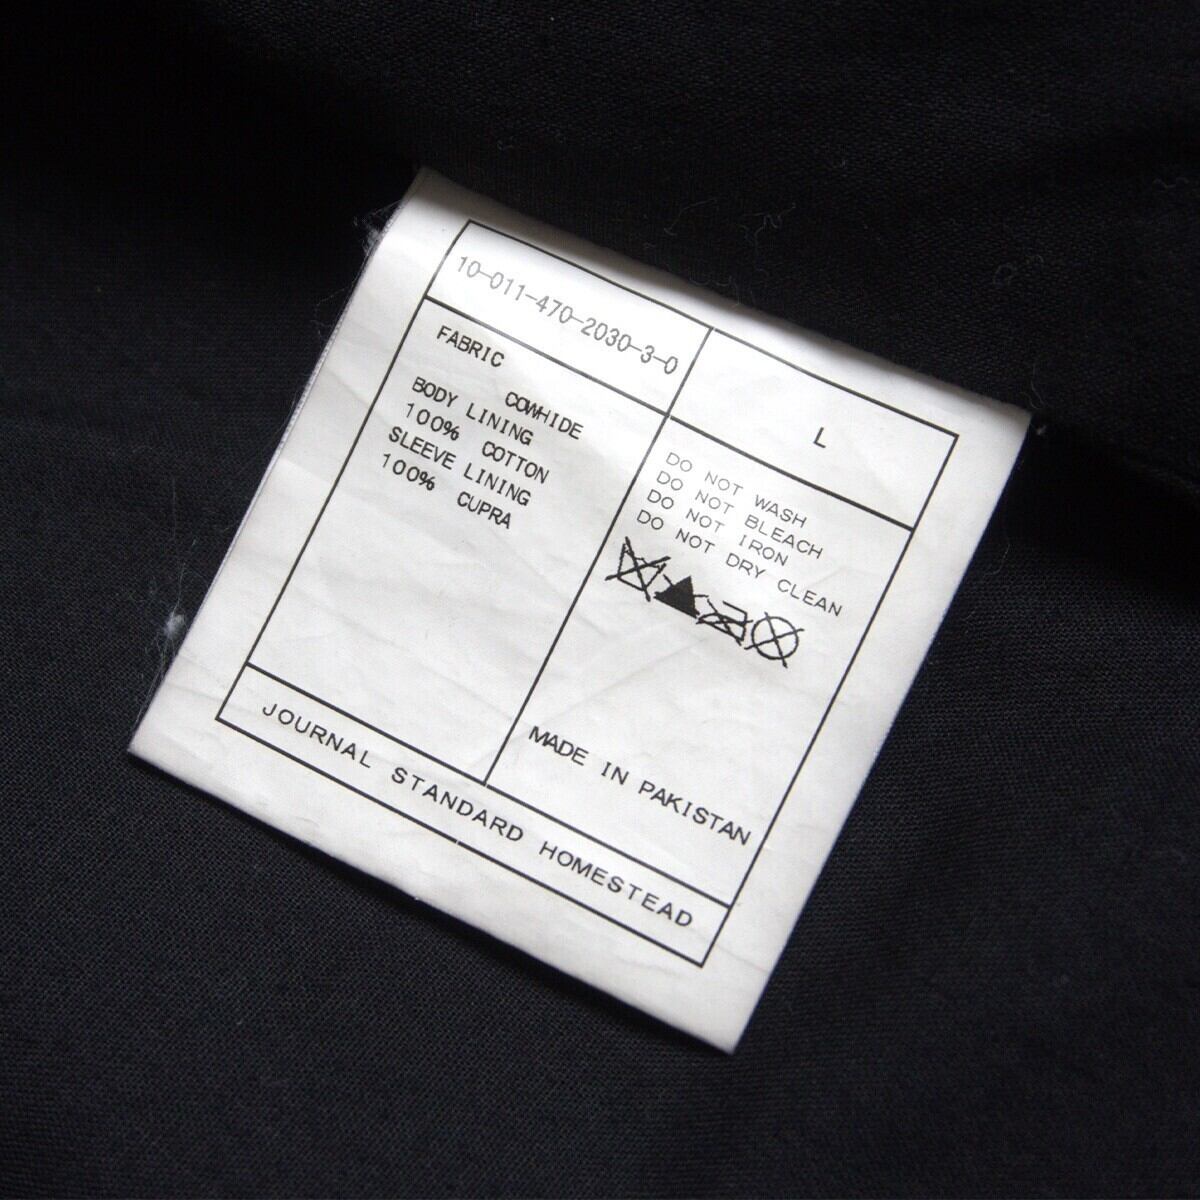 10-011-470-2030-3-0
L
FABRIC
COWHIDE
BODY LINING
100% COTTON
SLEEVE LINING
100% CUPRA
DO NOT WASH
DO NOT BLEACH
DO NOT IRON
DO NOT DRY CLEAN
MADE IN PAKISTAN
JOURNAL STANDARD HOMESTEAD